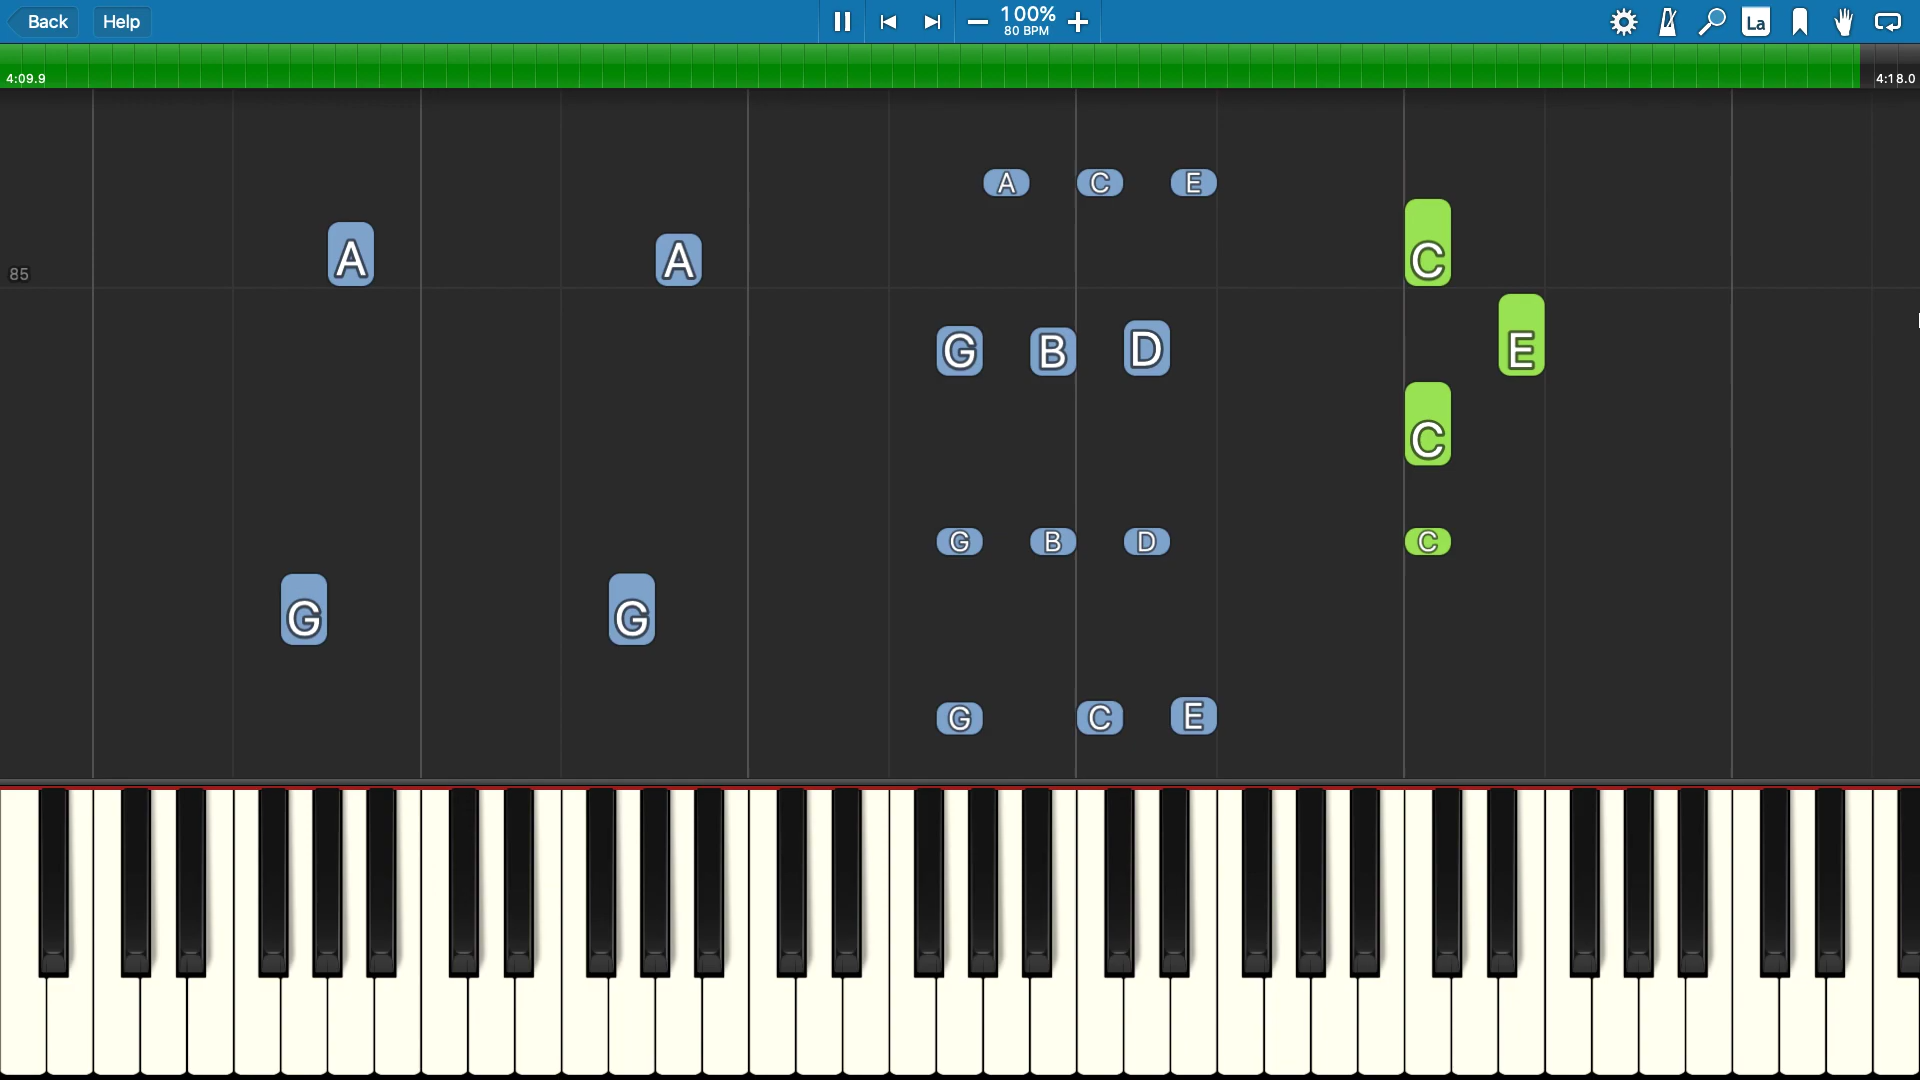 Back Help 100% La
80 BPM
4:09.9 4:18.0
A C E
A A C
85
E
G B D
C
G B D C
G G
G C E